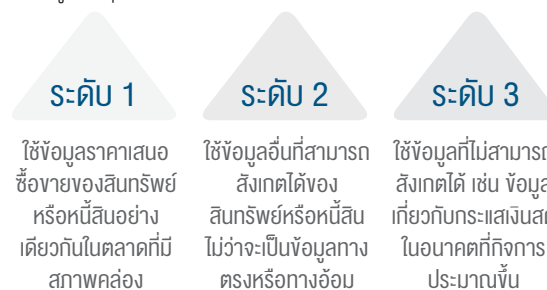 ระดับ 1
ใช้ข้อมูลราคาเสนอ
ซื้อขายของสินทรัพย์
หรือหนี้สินอย่าง
เดียวกันในตลาดที่มี
สภาพคล่อง
ระดับ 2
ใช้ข้อมูลอื่นที่สามารถ
สังเกตได้ของ
สินทรัพย์หรือหนี้สิน
ไม่ว่าจะเป็นข้อมูลทาง
ตรงหรือทางอ้อม
ระดับ 3
ใช้ข้อมูลที่ไม่สามารถ
สังเกตได้ เช่น ข้อมูล
เกี่ยวกับกระแสเงินส
ในอนาคตที่กิจการ
ประมาณขึ้น